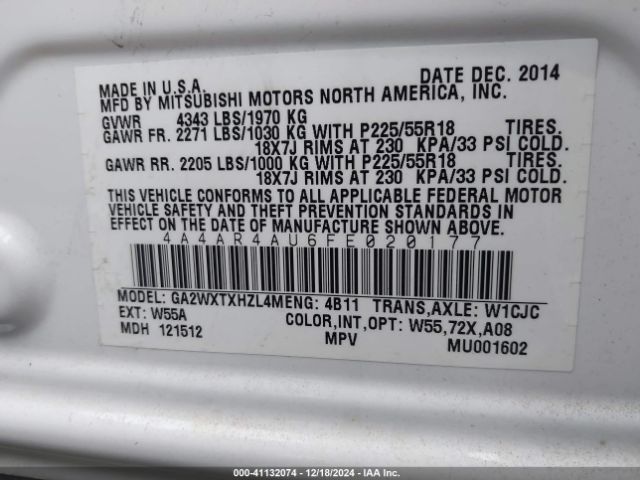 MADE IN U.S.A. DATE DEC. 2014
MFD BY MITSUBISHI MOTORS NORTH AMERICA, INC.
GVWR 4343 LBS/1970 KG
GAWR FR. 2271 LBS/1030 KG WITH P225/55R18 TIRES.
18X7J RIMS AT 230 KPA/33 PSI COLD.
GAWR RR. 2205 LBS/1000 KG WITH P225/55R18 TIRES.
18X7J RIMS AT 230 KPA/33 PSI COLD.
THIS VEHICLE CONFORMS TO ALL APPLICABLE FEDERAL MOTOR
VEHICLE SAFETY AND THEFT PREVENTION STANDARDS IN
EFFECT ON THE DATE OF MANUFACTURE SHOWN ABOVE.
4A4AR4AU6FE020177
MODEL: GA2WXTXHZL4MENG: 4B11 TRANS,AXLE: W1CJC
EXT: W55A COLOR,INT,OPT: W55,72X,A08
MDH 121512 MPV MU001602
000-41132074 - 12/18/2024 - IAA Inc.